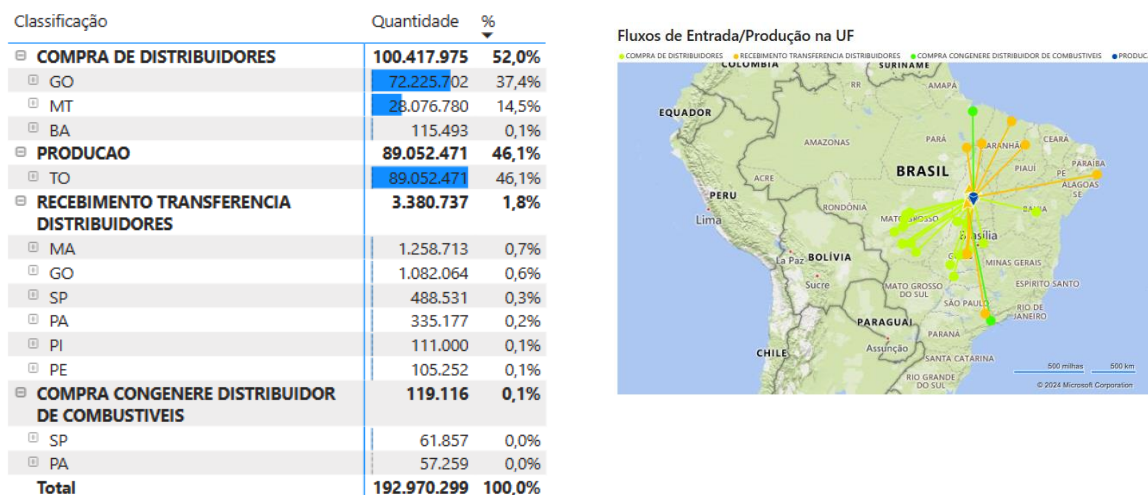 Classificação Quantidade %
COMPRA DE DISTRIBUIDORES 100.417.975 52,0%
GO 72.225.702 37,4%
MT 28.076.780 14,5%
BA 115.493 0,1%
PRODUCAO 89.052.471 46,1%
TO 89.052.471 46,1%
RECEBIMENTO TRANSFERENCIA 3.380.737 1,8%
DISTRIBUIDORES
MA 1.258.713 0,7%
GO 1.082.064 0,6%
SP 488.531 0,3%
PA 335.177 0,2%
PI 111.000 0,1%
PE 105.252 0,1%
COMPRA CONGENERE DISTRIBUIDOR 119.116 0,1%
DE COMBUSTIVEIS
SP 61.857 0,0%
PA 57.259 0,0%
Total 192.970.299 100,0%
Fluxos de Entrada/Produção na UF
COMPRA DE DISTRIBUIDORES RECEBIMENTO TRANSFERENCIA DISTRIBUIDORES COMPRA CONGENERE DISTRIBUIDOR DE COMBUSTIVEIS PRODUC
COLOMBIA SURINAME
RR AMAPÁ
EQUADOR
AMAZONAS PARÁ ARANHÃ CEARA
PARAÍBA
BRASIL PIAUÍ PE
ACRE ALAGOAS
SE
PERU RONDÔNIA
Lima MATO GROSSO BAHIA
Brasília
La Paz BOLÍVIA MINAS GERAIS
Sucre MATO GROSSO ESPÍRITO SANTO
DO SUL
SÃO PAULO RIO DE
JANEIRO
PARAGUAI
PARANÁ
Assunção
CHILE SANTA CATARINA
RIO GRANDE
DO SUL
500 milhas 500 km
© 2024 Microsoft Corporation